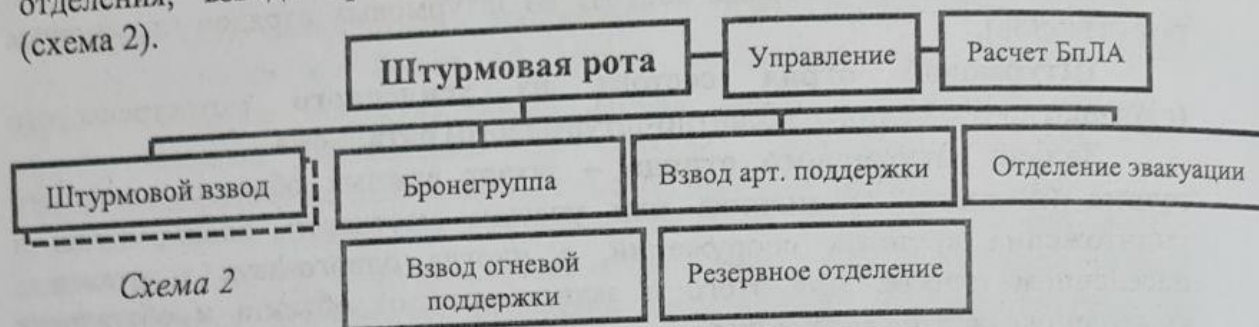 отделения,
(схема 2).
Штурмовая рота
Управление
Расчет БпЛА
Штурмовой взвод
Бронегруппа
Взвод арт. поддержки
Отделение эвакуации
Схема 2
Взвод огневой
поддержки
Резервное отделение